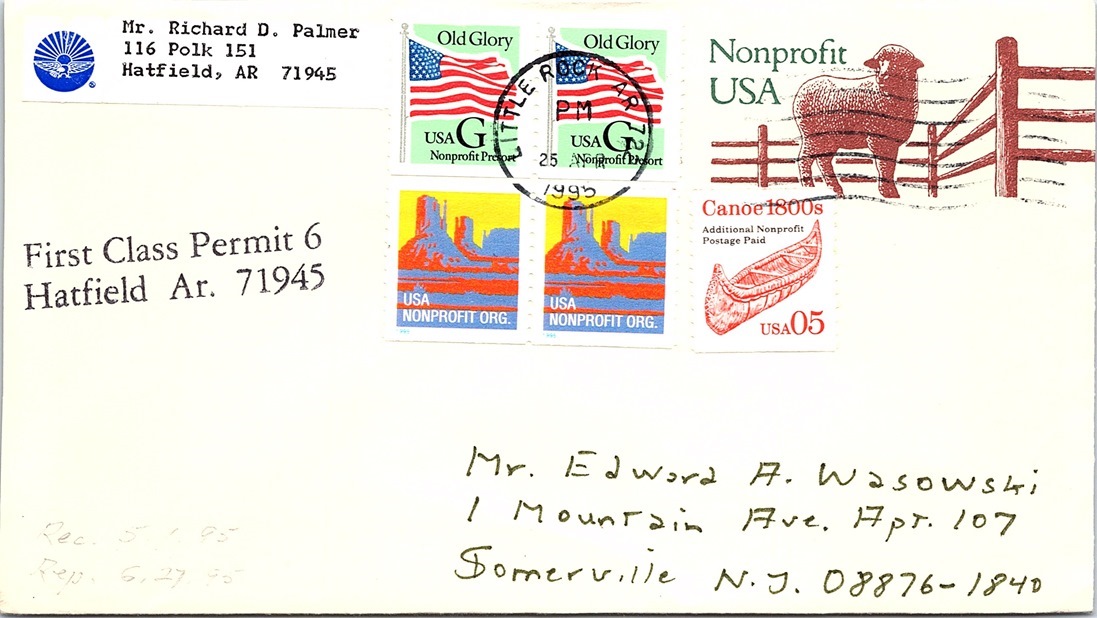 Mr. Richard D. Palmer
116 Polk 151
Hatfield, AR 71945
Old Glory
USA G
Nonprofit Presort
Old Glory
USA G
Nonprofit Presort
LITTLE ROCK AR 72
PM
25
1995
Nonprofit
USA
First Class Permit 6
Hatfield Ar. 71945
USA
NONPROFIT ORG.
USA
NONPROFIT ORG.
Canoe 1800s
Additional Nonprofit
Postage Paid
USA 05
Mr. Edward A. Wasowski
1 Mountain Ave. Apt. 107
Somerville N.J. 08876-1840
Rec. 5.1.95
Rep. 6.27.95